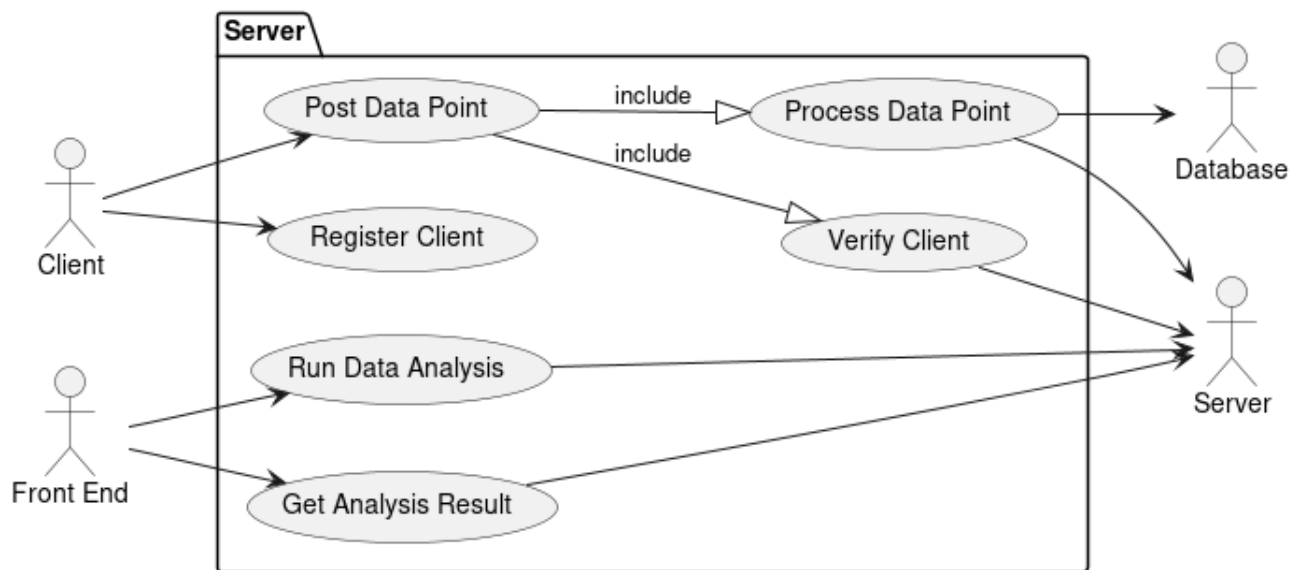 Server
Post Data Point
include
Process Data Point
include
Database
Client
Register Client
Verify Client
Run Data Analysis
Server
Front End
Get Analysis Result